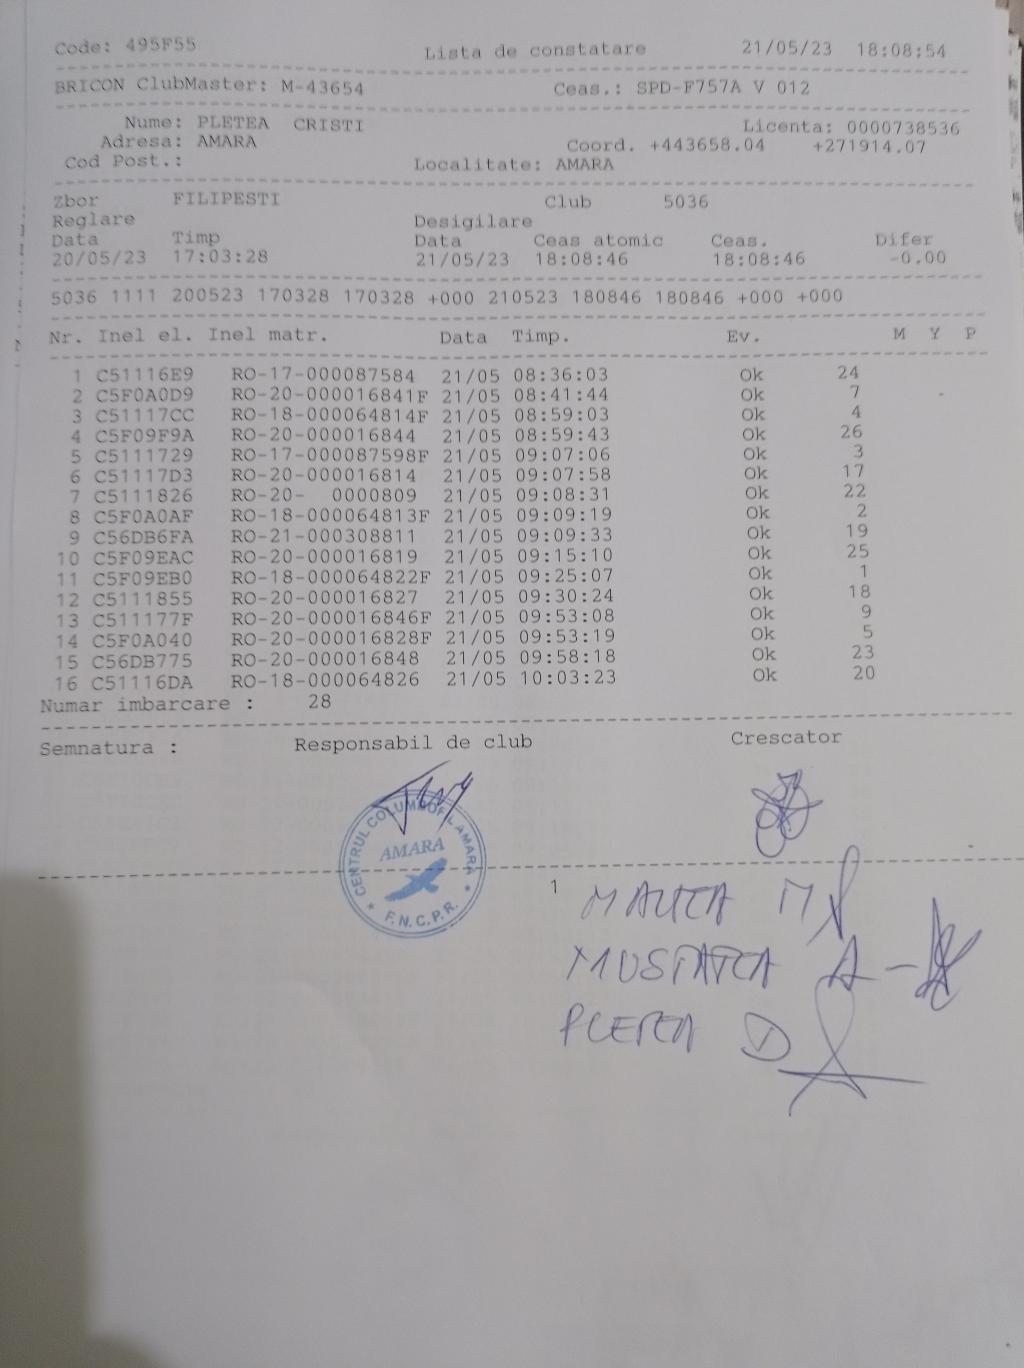 Code: 495F55 Lista de constatare 21/05/23 18:08:54
BRICON ClubMaster: M-43654 Ceas.: SPD-F757A V 012
Nume: PLETEA CRISTI Licenta: 0000738536
Adresa: AMARA Coord. +443658.04 +271914.07
Cod Post.: Localitate: AMARA
Zbor FILIPESTI Club 5036
Reglare Desigilare
Data Timp Data Ceas atomic Ceas. Difer
20/05/23 17:03:28 21/05/23 18:08:46 18:08:46 -0.00
5036 1111 200523 170328 170328 +000 210523 180846 180846 +000 +000
Nr. Inel el. Inel matr. Data Timp. Ev. M Y P
1 C51116E9 RO-17-000087584 21/05 08:36:03 Ok 24
2 C5F0A0D9 RO-20-000016841F 21/05 08:41:44 Ok 7
3 C51117CC RO-18-000064814F 21/05 08:59:03 Ok 4
4 C5F09F9A RO-20-000016844 21/05 08:59:43 Ok 26
5 C5111729 RO-17-000087598F 21/05 09:07:06 Ok 3
6 C51117D3 RO-20-000016814 21/05 09:07:58 Ok 17
7 C5111826 RO-20- 0000809 21/05 09:08:31 Ok 22
8 C5F0A0AF RO-18-000064813F 21/05 09:09:19 Ok 2
9 C56DB6FA RO-21-000308811 21/05 09:09:33 Ok 19
10 C5F09EAC RO-20-000016819 21/05 09:15:10 Ok 25
11 C5F09EB0 RO-18-000064822F 21/05 09:25:07 Ok 1
12 C5111855 RO-20-000016827 21/05 09:30:24 Ok 18
13 C511177F RO-20-000016846F 21/05 09:53:08 Ok 9
14 C5F0A040 RO-20-000016828F 21/05 09:53:19 Ok 5
15 C56DB775 RO-20-000016848 21/05 09:58:18 Ok 23
16 C51116DA RO-18-000064826 21/05 10:03:23 Ok 20
Numar imbarcare : 28
Semnatura : Responsabil de club Crescator
CENTRUL COLUMBOFIL AMARA
AMARA
F.N.C.P.R.
1
MUSTATEA A
PLETEA D